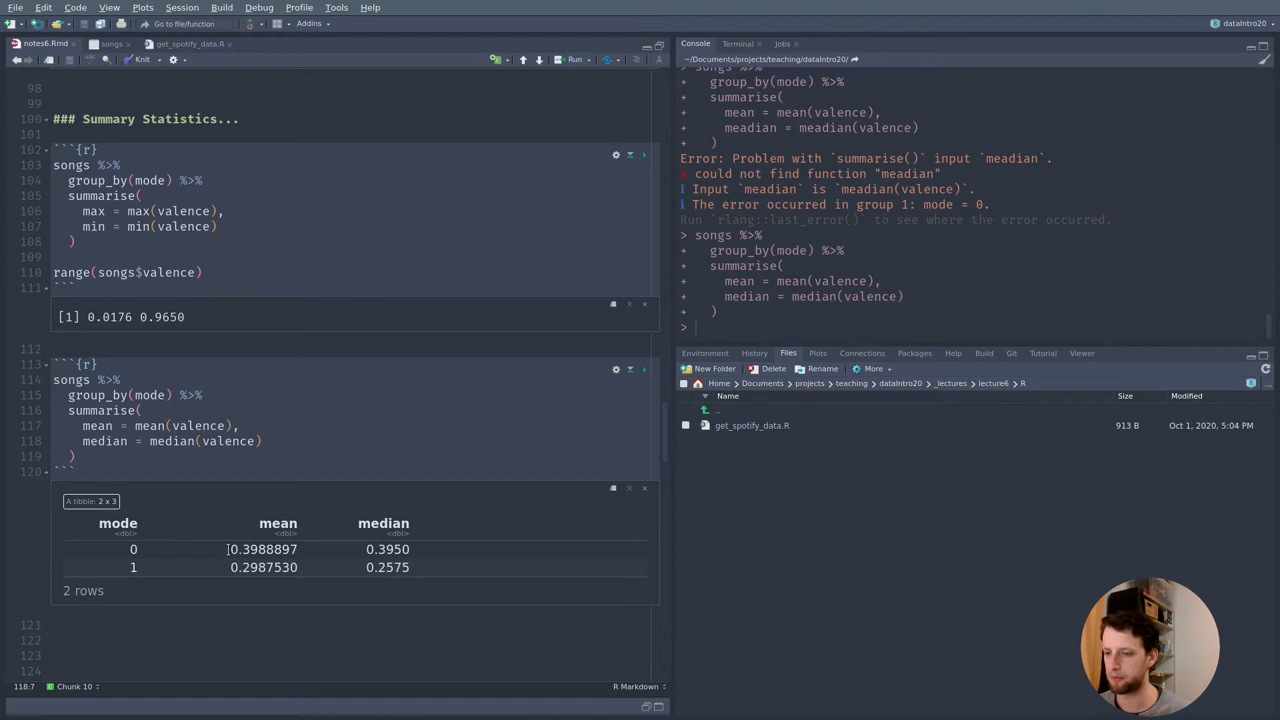 File Edit Code View Plots Session Build Debug Profile Tools Help
Go to file/function
Addins
dataIntro20
notes6.Rmd
songs
get_spotify_data.R
Knit
Run
98
99
100 ### Summary Statistics...
101
102 ```{r}
103 songs %>%
104 group_by(mode) %>%
105 summarise(
106 max = max(valence),
107 min = min(valence)
108 )
109
110 range(songs$valence)
111 ```
[1] 0.0176 0.9650
112
113 ```{r}
114 songs %>%
115 group_by(mode) %>%
116 summarise(
117 mean = mean(valence),
118 median = median(valence)
119 )
120 ```
A tibble: 2 x 3
mode mean median
<dbl> <dbl> <dbl>
0 0.3988897 0.3950
1 0.2987530 0.2575
2 rows
121
122
123
124
118:7 Chunk 10 R Markdown
Console Terminal Jobs
~/Documents/projects/teaching/dataIntro20/
> songs %>%
+ group_by(mode) %>%
+ summarise(
+ mean = mean(valence),
+ meadian = meadian(valence)
+ )
Error: Problem with `summarise()` input `meadian`.
x could not find function "meadian"
i Input `meadian` is `meadian(valence)`.
i The error occurred in group 1: mode = 0.
Run `rlang::last_error()` to see where the error occurred.
> songs %>%
+ group_by(mode) %>%
+ summarise(
+ mean = mean(valence),
+ median = median(valence)
+ )
>
Environment History Files Plots Connections Packages Help Build Git Tutorial Viewer
New Folder Delete Rename More
Home Documents projects teaching dataIntro20 _lectures lecture6 R
Name Size Modified
..
get_spotify_data.R 913 B Oct 1, 2020, 5:04 PM